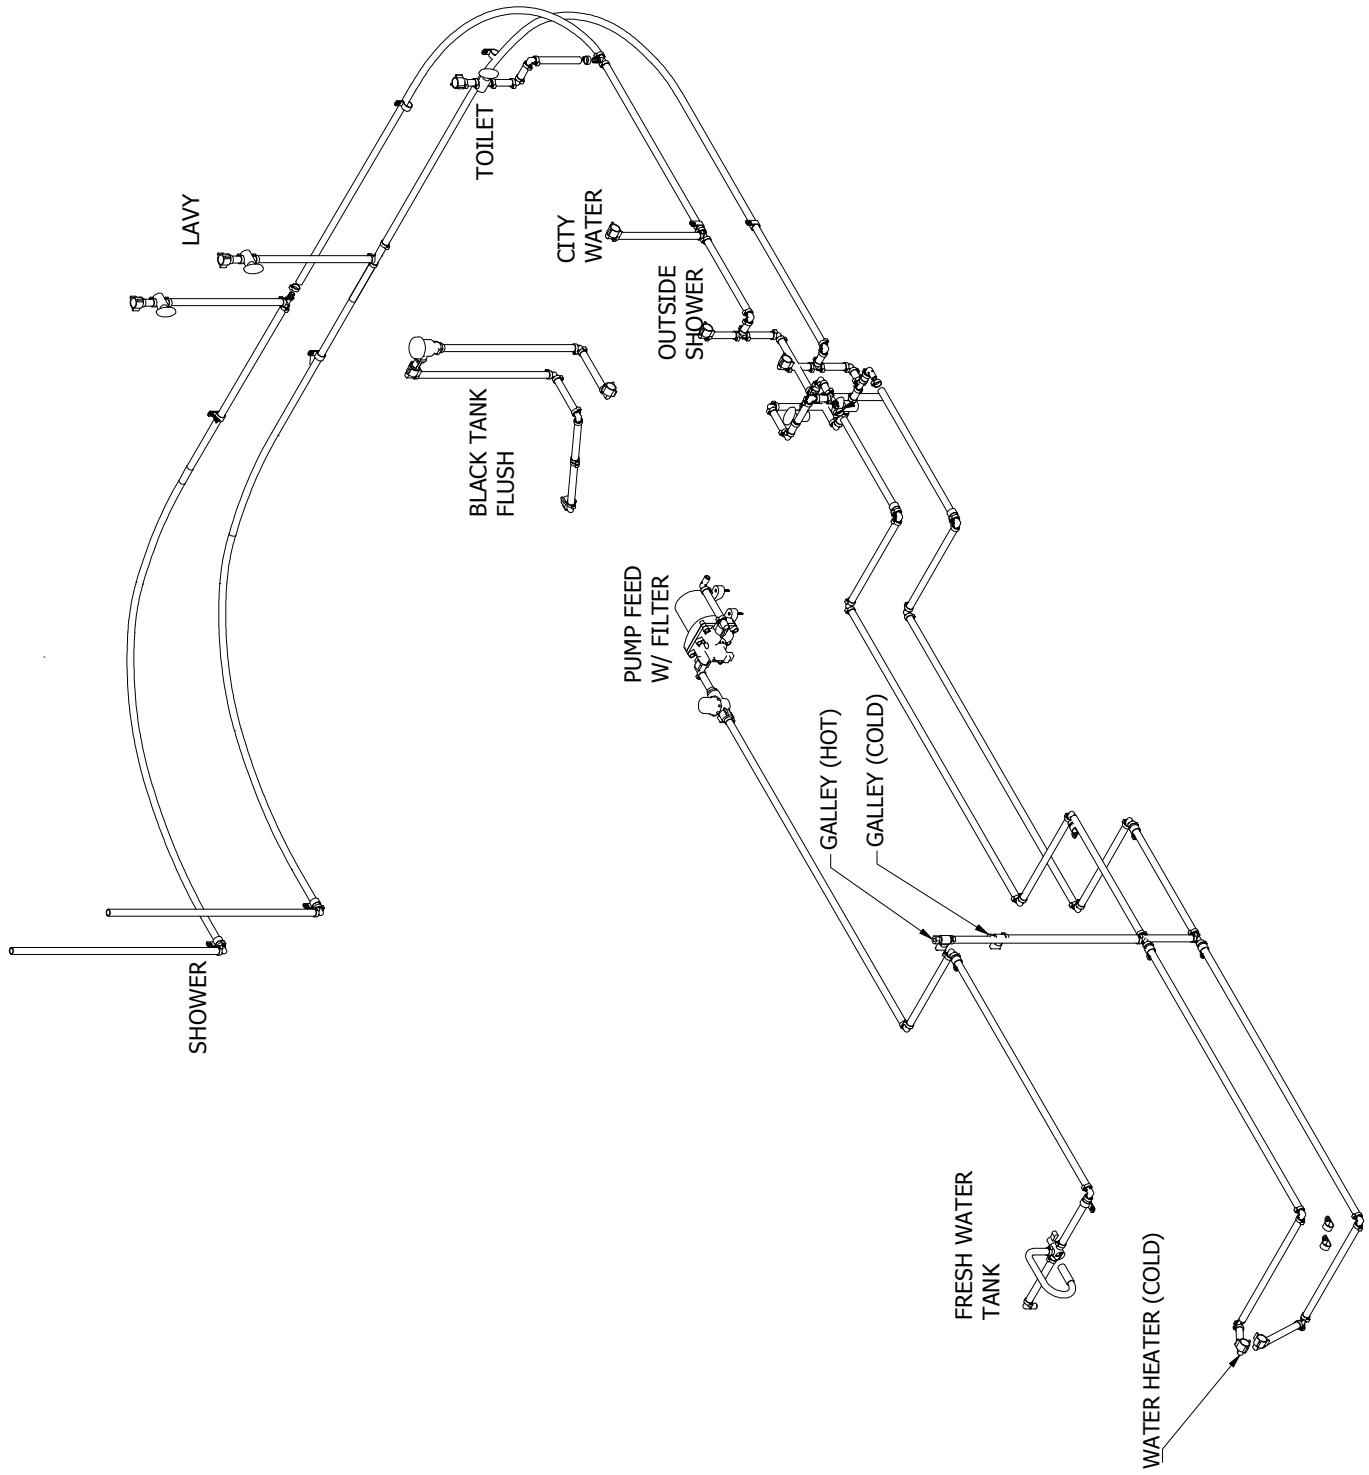 LAVY
TOILET
CITY
WATER
OUTSIDE
SHOWER
BLACK TANK
FLUSH
PUMP FEED
W/ FILTER
GALLEY (HOT)
GALLEY (COLD)
SHOWER
FRESH WATER
TANK
WATER HEATER (COLD)